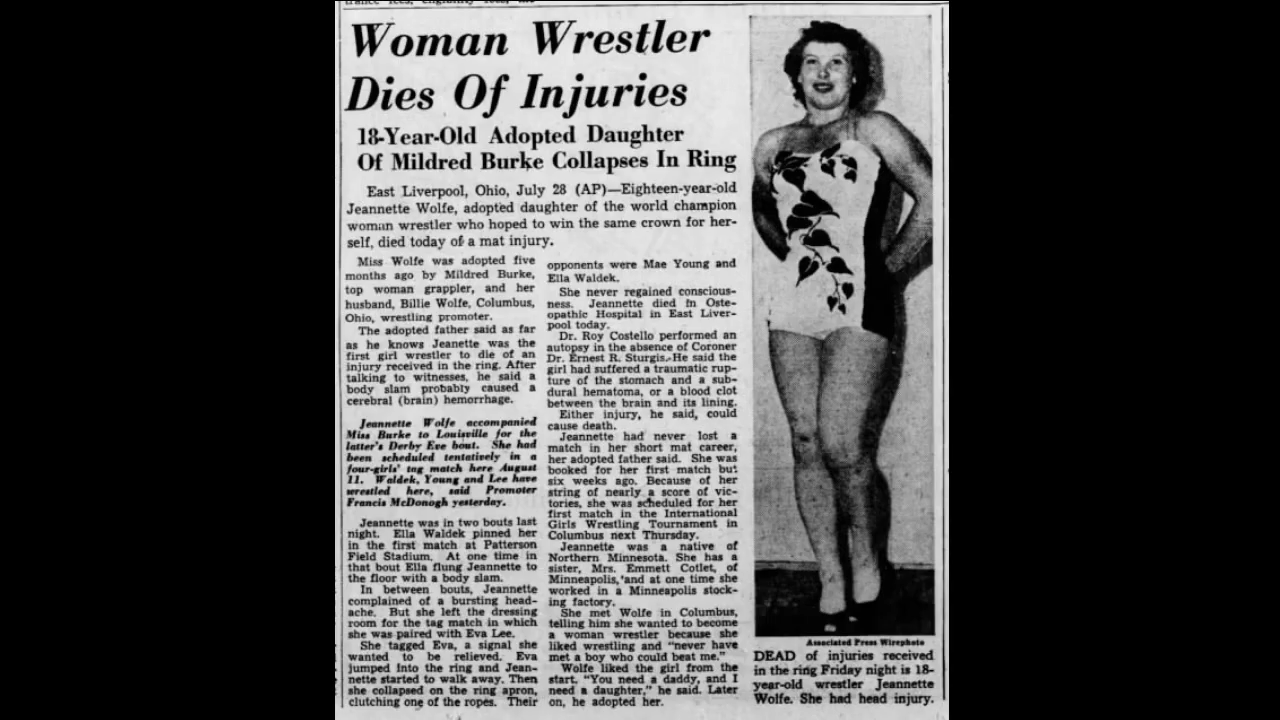 Woman Wrestler
Dies Of Injuries
18-Year-Old Adopted Daughter
Of Mildred Burke Collapses In Ring
East Liverpool, Ohio, July 28 (AP)—Eighteen-year-old
Jeannette Wolfe, adopted daughter of the world champion
woman wrestler who hoped to win the same crown for her-
self, died today of a mat injury.
Miss Wolfe was adopted five
months ago by Mildred Burke,
top woman grappler, and her
husband, Billie Wolfe, Columbus,
Ohio, wrestling promoter.
The adopted father said as far
as he knows Jeanette was the
first girl wrestler to die of an
injury received in the ring. After
talking to witnesses, he said a
body slam probably caused a
cerebral (brain) hemorrhage.
Jeannette Wolfe accompanied
Miss Burke to Louisville for the
latter's Derby Eve bout. She had
been scheduled tentatively in a
four-girls' tag match here August
11. Waldek, Young and Lee have
wrestled here, said Promoter
Francis McDonogh yesterday.
Jeannette was in two bouts last
night. Ella Waldek pinned her
in the first match at Patterson
Field Stadium. At one time in
that bout Ella flung Jeannette to
the floor with a body slam.
In between bouts, Jeannette
complained of a bursting head-
ache. But she left the dressing
room for the tag match in which
she was paired with Eva Lee.
She tagged Eva, a signal she
wanted to be relieved. Eva
jumped into the ring and Jean-
nette started to walk away. Then
she collapsed on the ring apron,
clutching one of the ropes. Their
opponents were Mae Young and
Ella Waldek.
She never regained conscious-
ness. Jeannette died in Oste-
opathic Hospital in East Liver-
pool today.
Dr. Roy Costello performed an
autopsy in the absence of Coroner
Dr. Ernest R. Sturgis. He said the
girl had suffered a traumatic rup-
ture of the stomach and a sub-
dural hematoma, or a blood clot
between the brain and its lining.
Either injury, he said, could
cause death.
Jeannette had never lost a
match in her short mat career,
her adopted father said. She was
booked for her first match but
six weeks ago. Because of her
string of nearly a score of vic-
tories, she was scheduled for her
first match in the International
Girls Wrestling Tournament in
Columbus next Thursday.
Jeannette was a native of
Northern Minnesota. She has a
sister, Mrs. Emmett Cotlet, of
Minneapolis, and at one time she
worked in a Minneapolis stock-
ing factory.
She met Wolfe in Columbus,
telling him she wanted to become
a woman wrestler because she
liked wrestling and "never have
met a boy who could beat me."
Wolfe liked the girl from the
start. "You need a daddy, and I
need a daughter," he said. Later
on, he adopted her.
Associated Press Wirephoto
DEAD of injuries received
in the ring Friday night is 18-
year-old wrestler Jeannette
Wolfe. She had head injury.